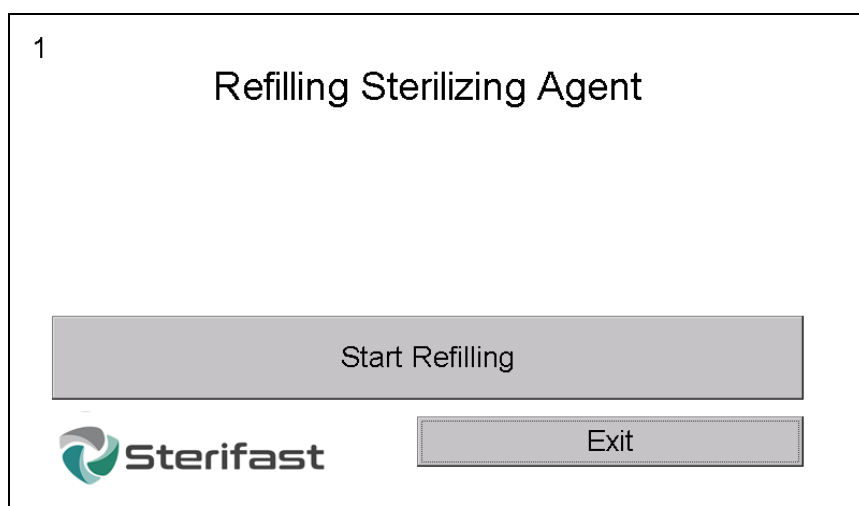 1
Refilling Sterilizing Agent
Start Refilling
Sterifast
Exit